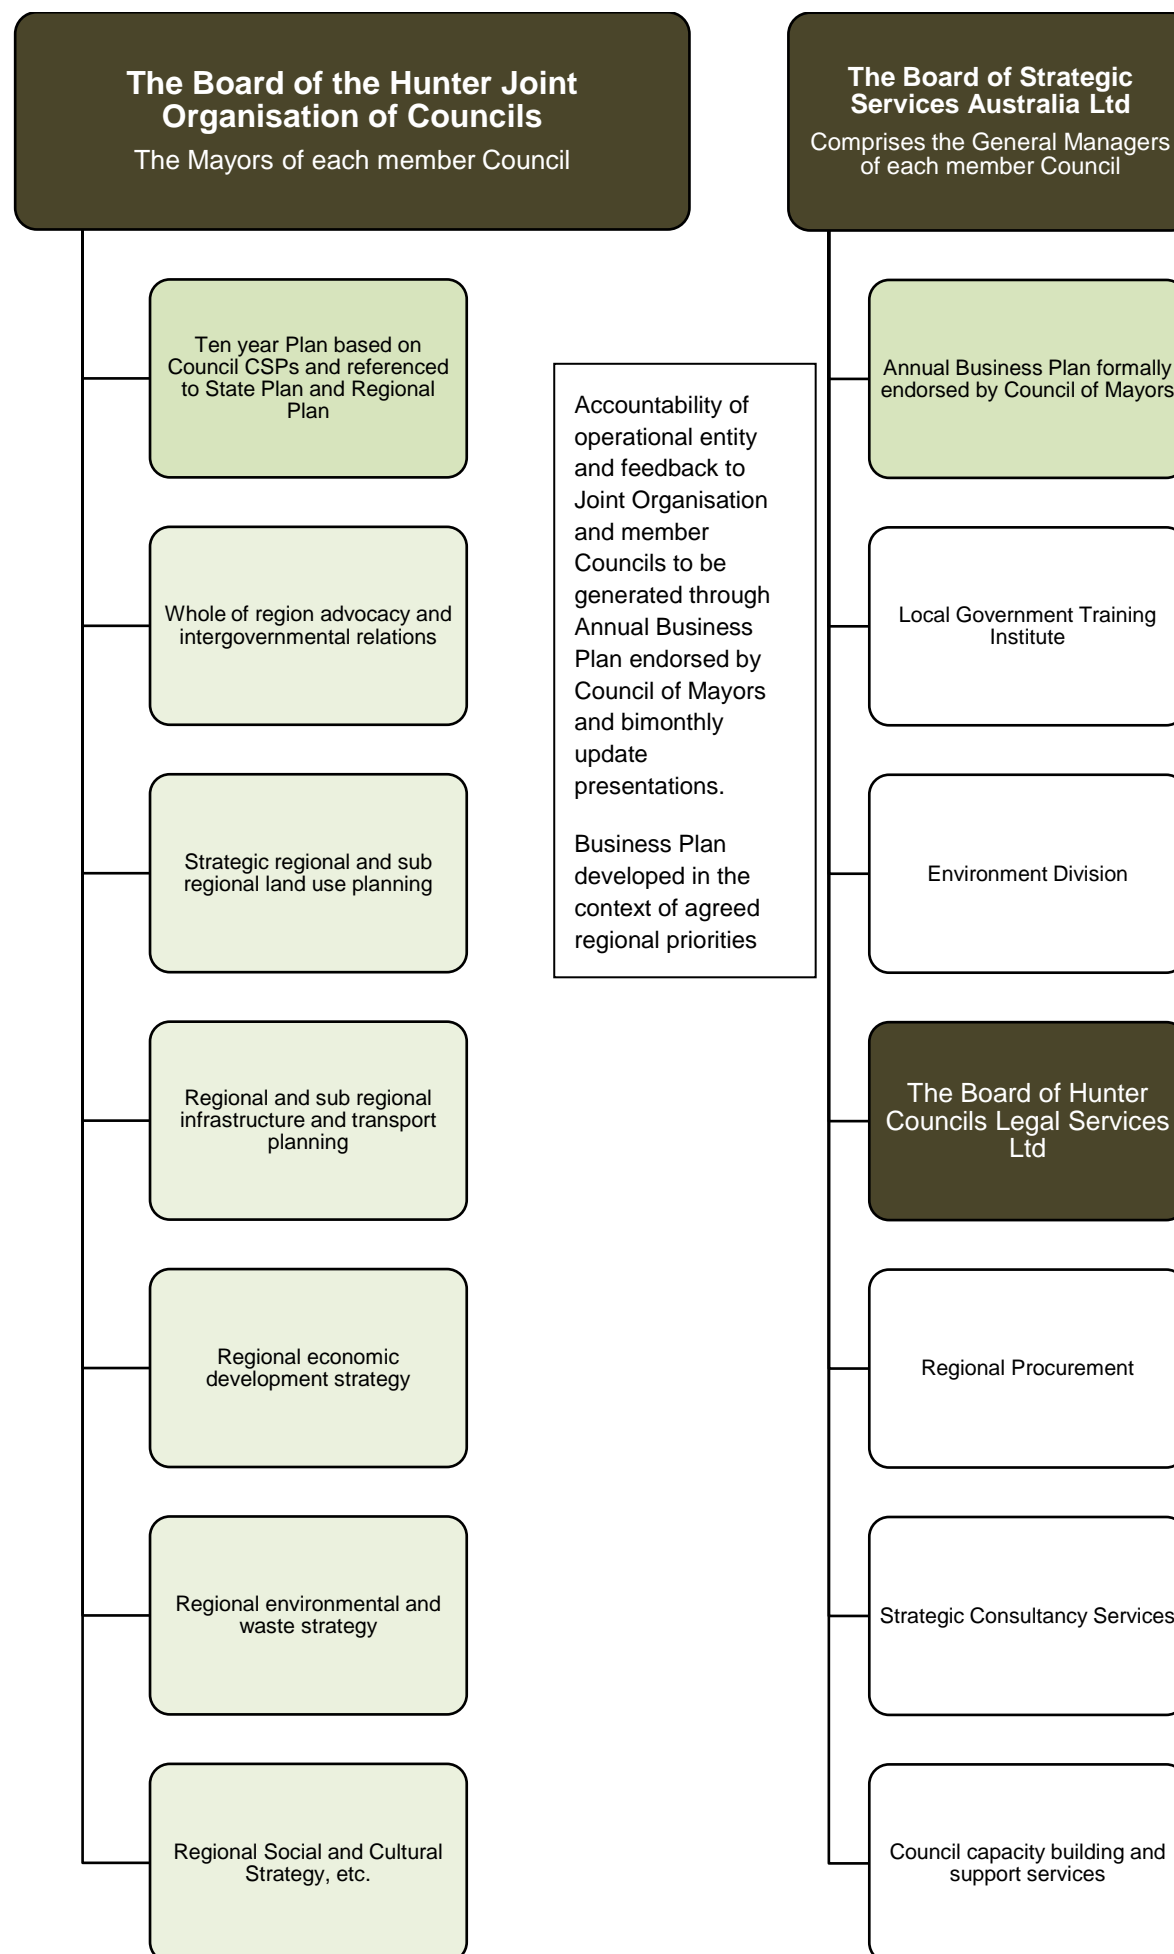 The Board of the Hunter Joint
Organisation of Councils
The Mayors of each member Council
Ten year Plan based on
Council CSPs and referenced
to State Plan and Regional
Plan
Whole of region advocacy and
intergovernmental relations
Strategic regional and sub
regional land use planning
Regional and sub regional
infrastructure and transport
planning
Regional economic
development strategy
Regional environmental and
waste strategy
Regional Social and Cultural
Strategy, etc.
Accountability of
operational entity
and feedback to
Joint Organisation
and member
Councils to be
generated through
Annual Business
Plan endorsed by
Council of Mayors
and bimonthly
update
presentations.
Business Plan
developed in the
context of agreed
regional priorities
The Board of Strategic
Services Australia Ltd
Comprises the General Managers
of each member Council
Annual Business Plan formally
endorsed by Council of Mayors
Local Government Training
Institute
Environment Division
The Board of Hunter
Councils Legal Services
Ltd
Regional Procurement
Strategic Consultancy Services
Council capacity building and
support services